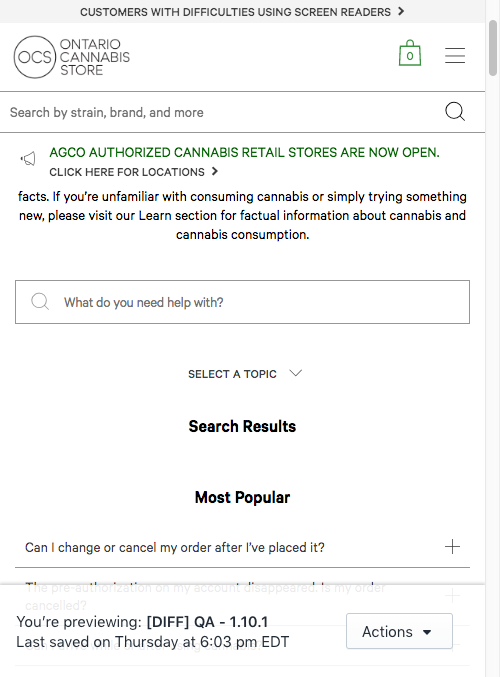 CUSTOMERS WITH DIFFICULTIES USING SCREEN READERS
OCS
ONTARIO
CANNABIS
STORE
0
Search by strain, brand, and more
AGCO AUTHORIZED CANNABIS RETAIL STORES ARE NOW OPEN.
CLICK HERE FOR LOCATIONS
facts. If you're unfamiliar with consuming cannabis or simply trying something
new, please visit our Learn section for factual information about cannabis and
cannabis consumption.
What do you need help with?
SELECT A TOPIC
Search Results
Most Popular
Can I change or cancel my order after I've placed it?
The pre-authorization on my account disappeared. Is my order
cancelled?
You're previewing: [DIFF] QA - 1.10.1
Last saved on Thursday at 6:03 pm EDT
Actions